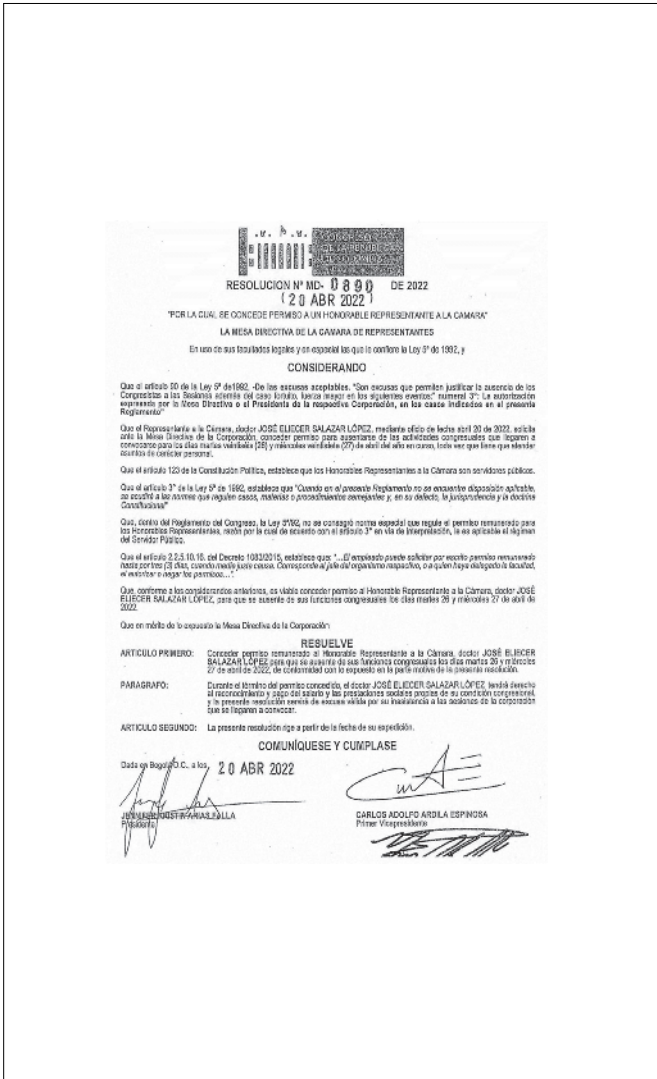 CONGRESO
DE LA REPÚBLICA
DE COLOMBIA
RESOLUCION Nº MD- 0890 DE 2022
( 20 ABR 2022 )
"POR LA CUAL SE CONCEDE PERMISO A UN HONORABLE REPRESENTANTE A LA CAMARA"
LA MESA DIRECTIVA DE LA CAMARA DE REPRESENTANTES
En uso de sus facultades legales y en especial las que le confiere la Ley 5ª de 1992, y
CONSIDERANDO
Que el artículo 90 de la Ley 5ª de1992, -De las excusas aceptables. "Son excusas que permiten justificar la ausencia de los
Congresistas a las Sesiones además del caso fortuito, fuerza mayor en los siguientes eventos:" numeral 3º: La autorización
expresada por la Mesa Directiva o el Presidente de la respectiva Corporación, en los casos indicados en el presente
Reglamento"
Que el Representante a la Cámara, doctor JOSÉ ELIECER SALAZAR LÓPEZ, mediante oficio de fecha abril 20 de 2022, solicita
ante la Mesa Directiva de la Corporación, conceder permiso para ausentarse de las actividades congresuales que llegaren a
convocarse para los días martes veintiséis (26) y miércoles veintisiete (27) de abril del año en curso, toda vez que tiene que atender
asuntos de carácter personal.
Que el artículo 123 de la Constitución Política, establece que los Honorables Representantes a la Cámara son servidores públicos.
Que el artículo 3º de la Ley 5ª de 1992, establece que "Cuando en el presente Reglamento no se encuentre disposición aplicable,
se acudirá a las normas que regulen casos, materias o procedimientos semejantes y, en su defecto, la jurisprudencia y la doctrina
Constitucional"
Que, dentro del Reglamento del Congreso, la Ley 5ª/92, no se consagró norma especial que regule el permiso remunerado para
los Honorables Representantes, razón por la cual de acuerdo con el artículo 3º en vía de interpretación, le es aplicable el régimen
del Servidor Público.
Que el artículo 2.2.5.10.16. del Decreto 1083/2015, establece que: "…El empleado puede solicitar por escrito permiso remunerado
hasta por tres (3) días, cuando medie justa causa. Corresponde al jefe del organismo respectivo, o a quien haya delegado la facultad,
el autorizar o negar los permisos…".
Que, conforme a los considerandos anteriores, es viable conceder permiso al Honorable Representante a la Cámara, doctor JOSÉ
ELIECER SALAZAR LÓPEZ, para que se ausente de sus funciones congresuales los días martes 26 y miércoles 27 de abril de
2022.
Que en mérito de lo expuesto la Mesa Directiva de la Corporación:
RESUELVE
ARTICULO PRIMERO: Conceder permiso remunerado al Honorable Representante a la Cámara, doctor JOSÉ ELIECER
SALAZAR LÓPEZ para que se ausente de sus funciones congresuales los días martes 26 y miércoles
27 de abril de 2022, de conformidad con lo expuesto en la parte motiva de la presente resolución.
PARAGRAFO: Durante el término del permiso concedido, el doctor JOSÉ ELIECER SALAZAR LÓPEZ, tendrá derecho
al reconocimiento y pago del salario y las prestaciones sociales propias de su condición congresional,
y la presente resolución servirá de excusa válida por su inasistencia a las sesiones de la corporación
que se llegaren a convocar.
ARTICULO SEGUNDO: La presente resolución rige a partir de la fecha de su expedición.
COMUNÍQUESE Y CUMPLASE
Dada en Bogotá D.C., a los, 20 ABR 2022
JENNIFER KRISTIN ARIAS FALLA
Presidente
CARLOS ADOLFO ARDILA ESPINOSA
Primer Vicepresidente